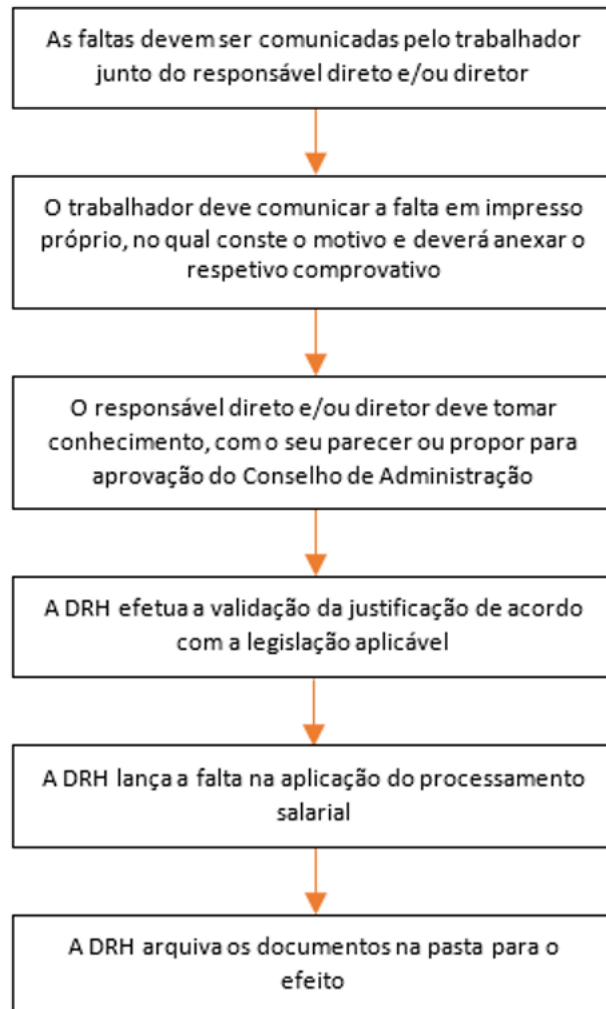 As faltas devem ser comunicadas pelo trabalhador
junto do responsável direto e/ou diretor
O trabalhador deve comunicar a falta em impresso
próprio, no qual conste o motivo e deverá anexar o
respetivo comprovativo
O responsável direto e/ou diretor deve tomar
conhecimento, com o seu parecer ou propor para
aprovação do Conselho de Administração
A DRH efetua a validação da justificação de acordo
com a legislação aplicável
A DRH lança a falta na aplicação do processamento
salarial
A DRH arquiva os documentos na pasta para o
efeito